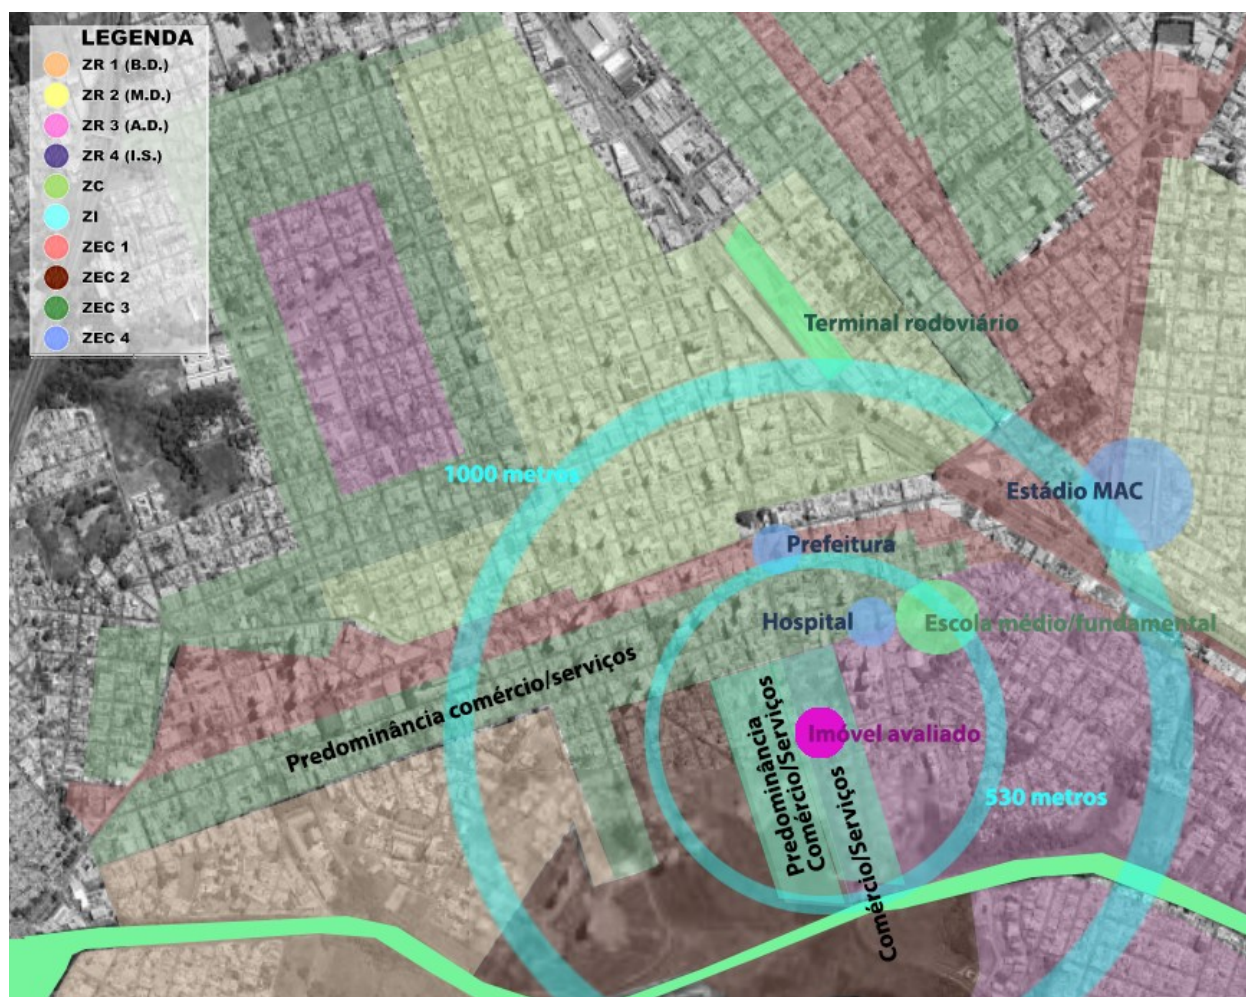 LEGENDA
ZR 1 (B.D.)
ZR 2 (M.D.)
ZR 3 (A.D.)
ZR 4 (I.S.)
ZC
ZI
ZEC 1
ZEC 2
ZEC 3
ZEC 4
Terminal rodoviário
1000 metros
Estádio MAC
Prefeitura
Hospital
Escola médio/fundamental
Predominância comércio/serviços
Predominância
Comércio/Serviços
Imóvel avaliado
Comércio/Serviços
530 metros